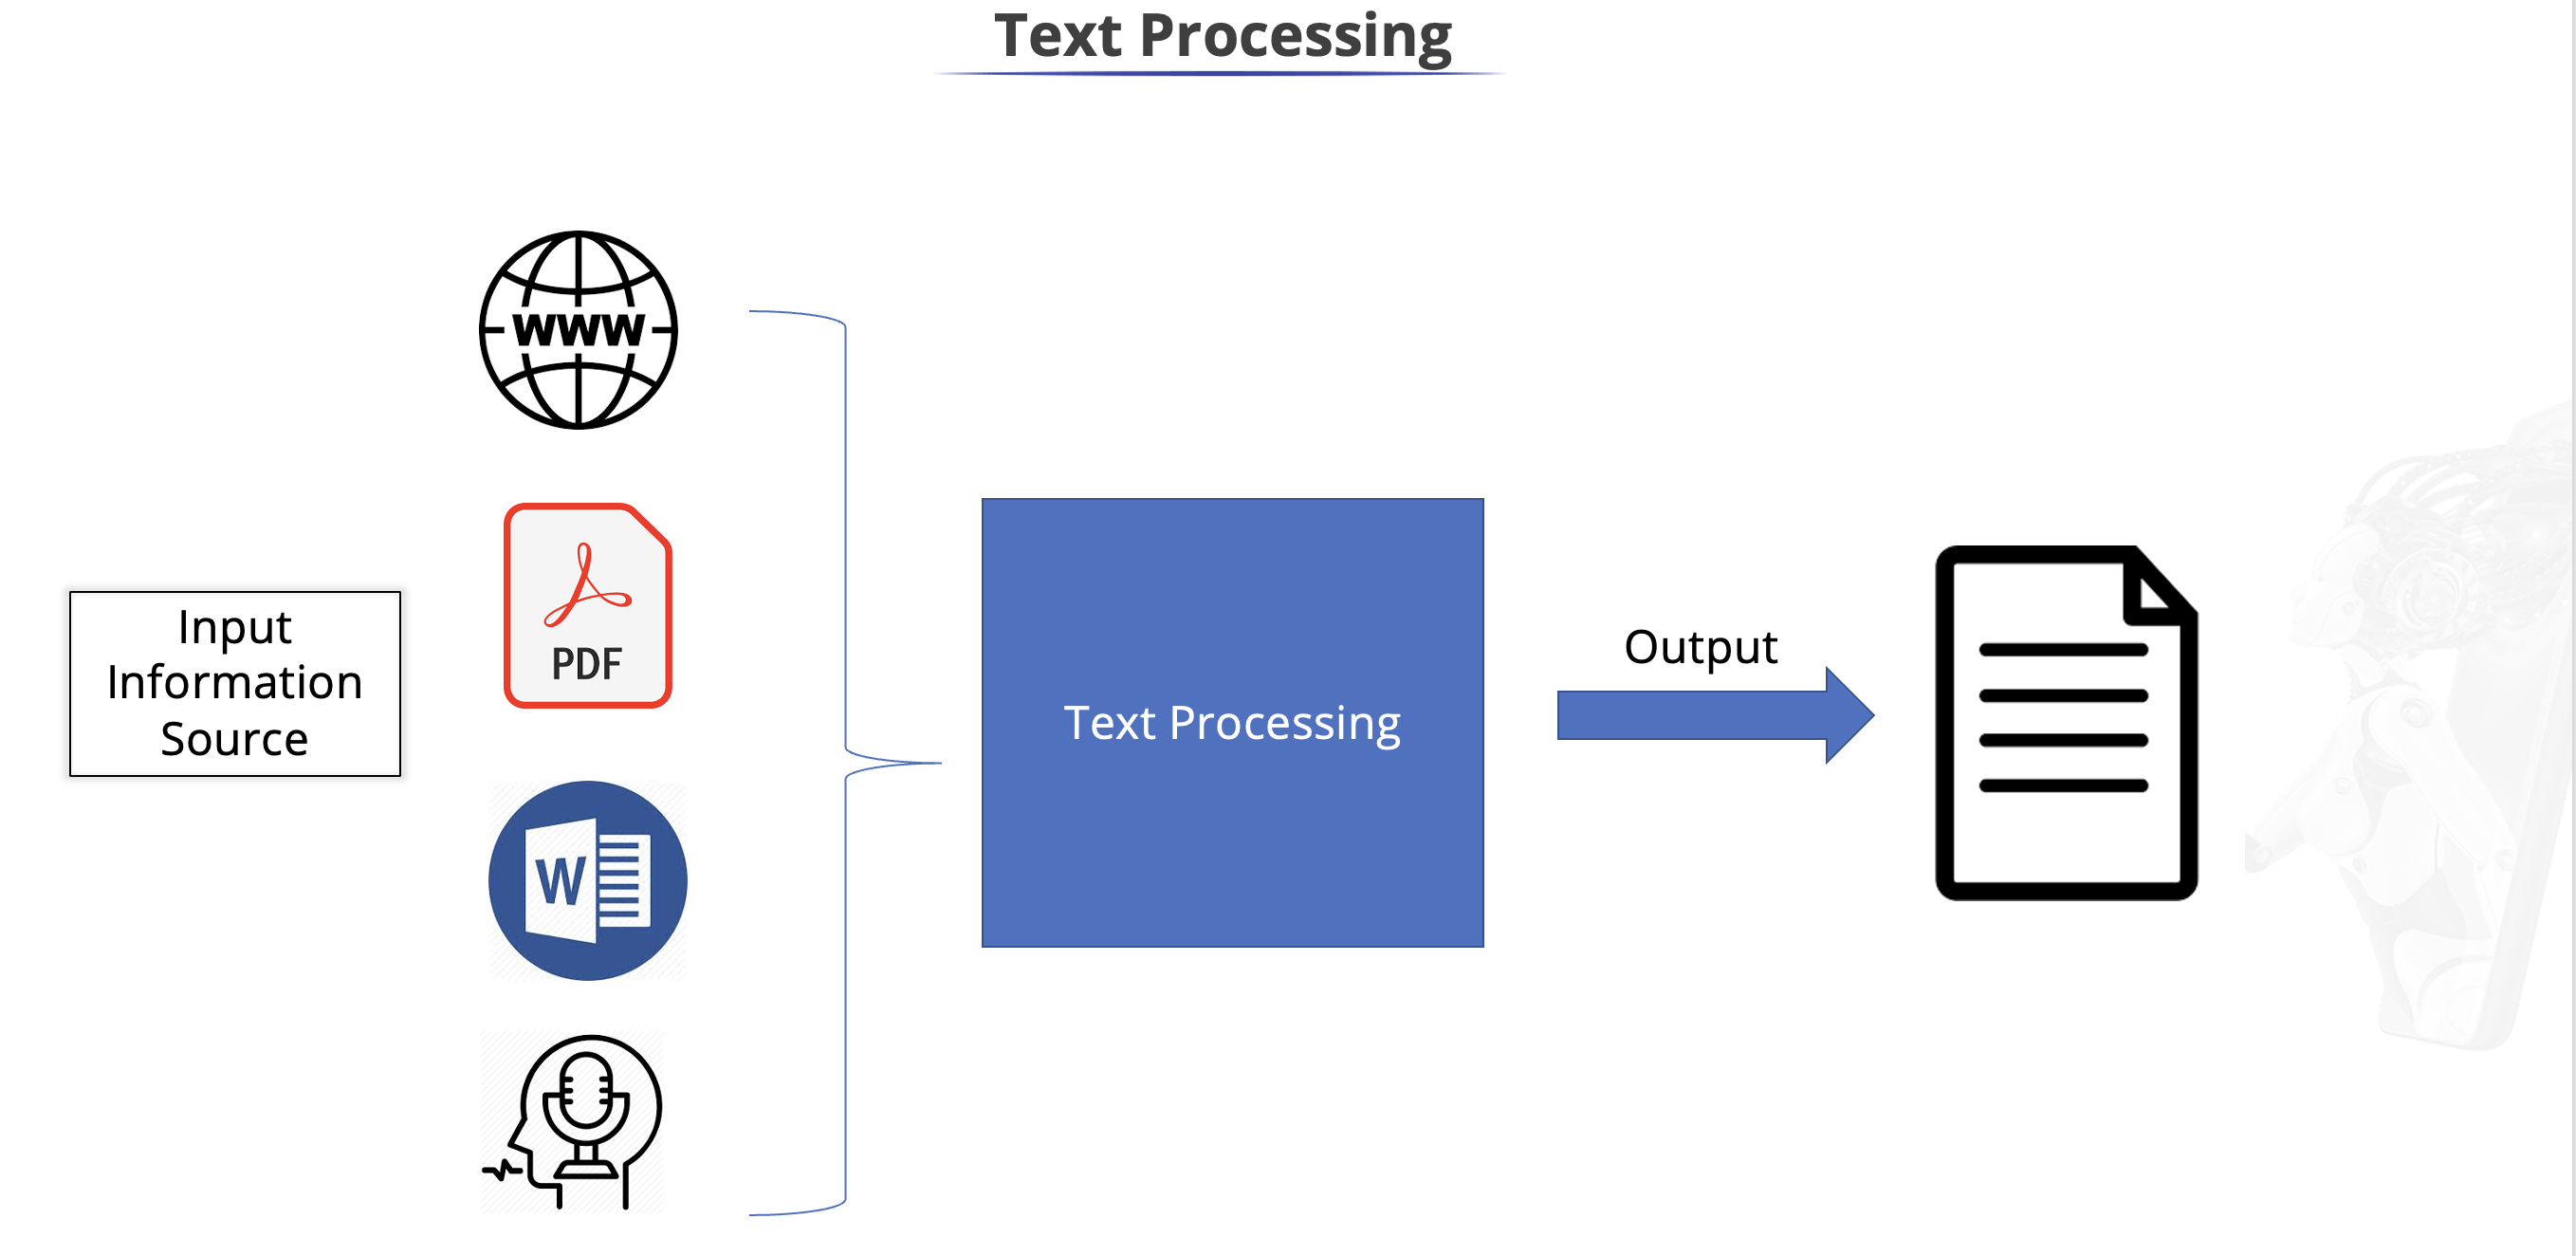 Text Processing
www
PDF
W
Input
Information
Source
Text Processing
Output